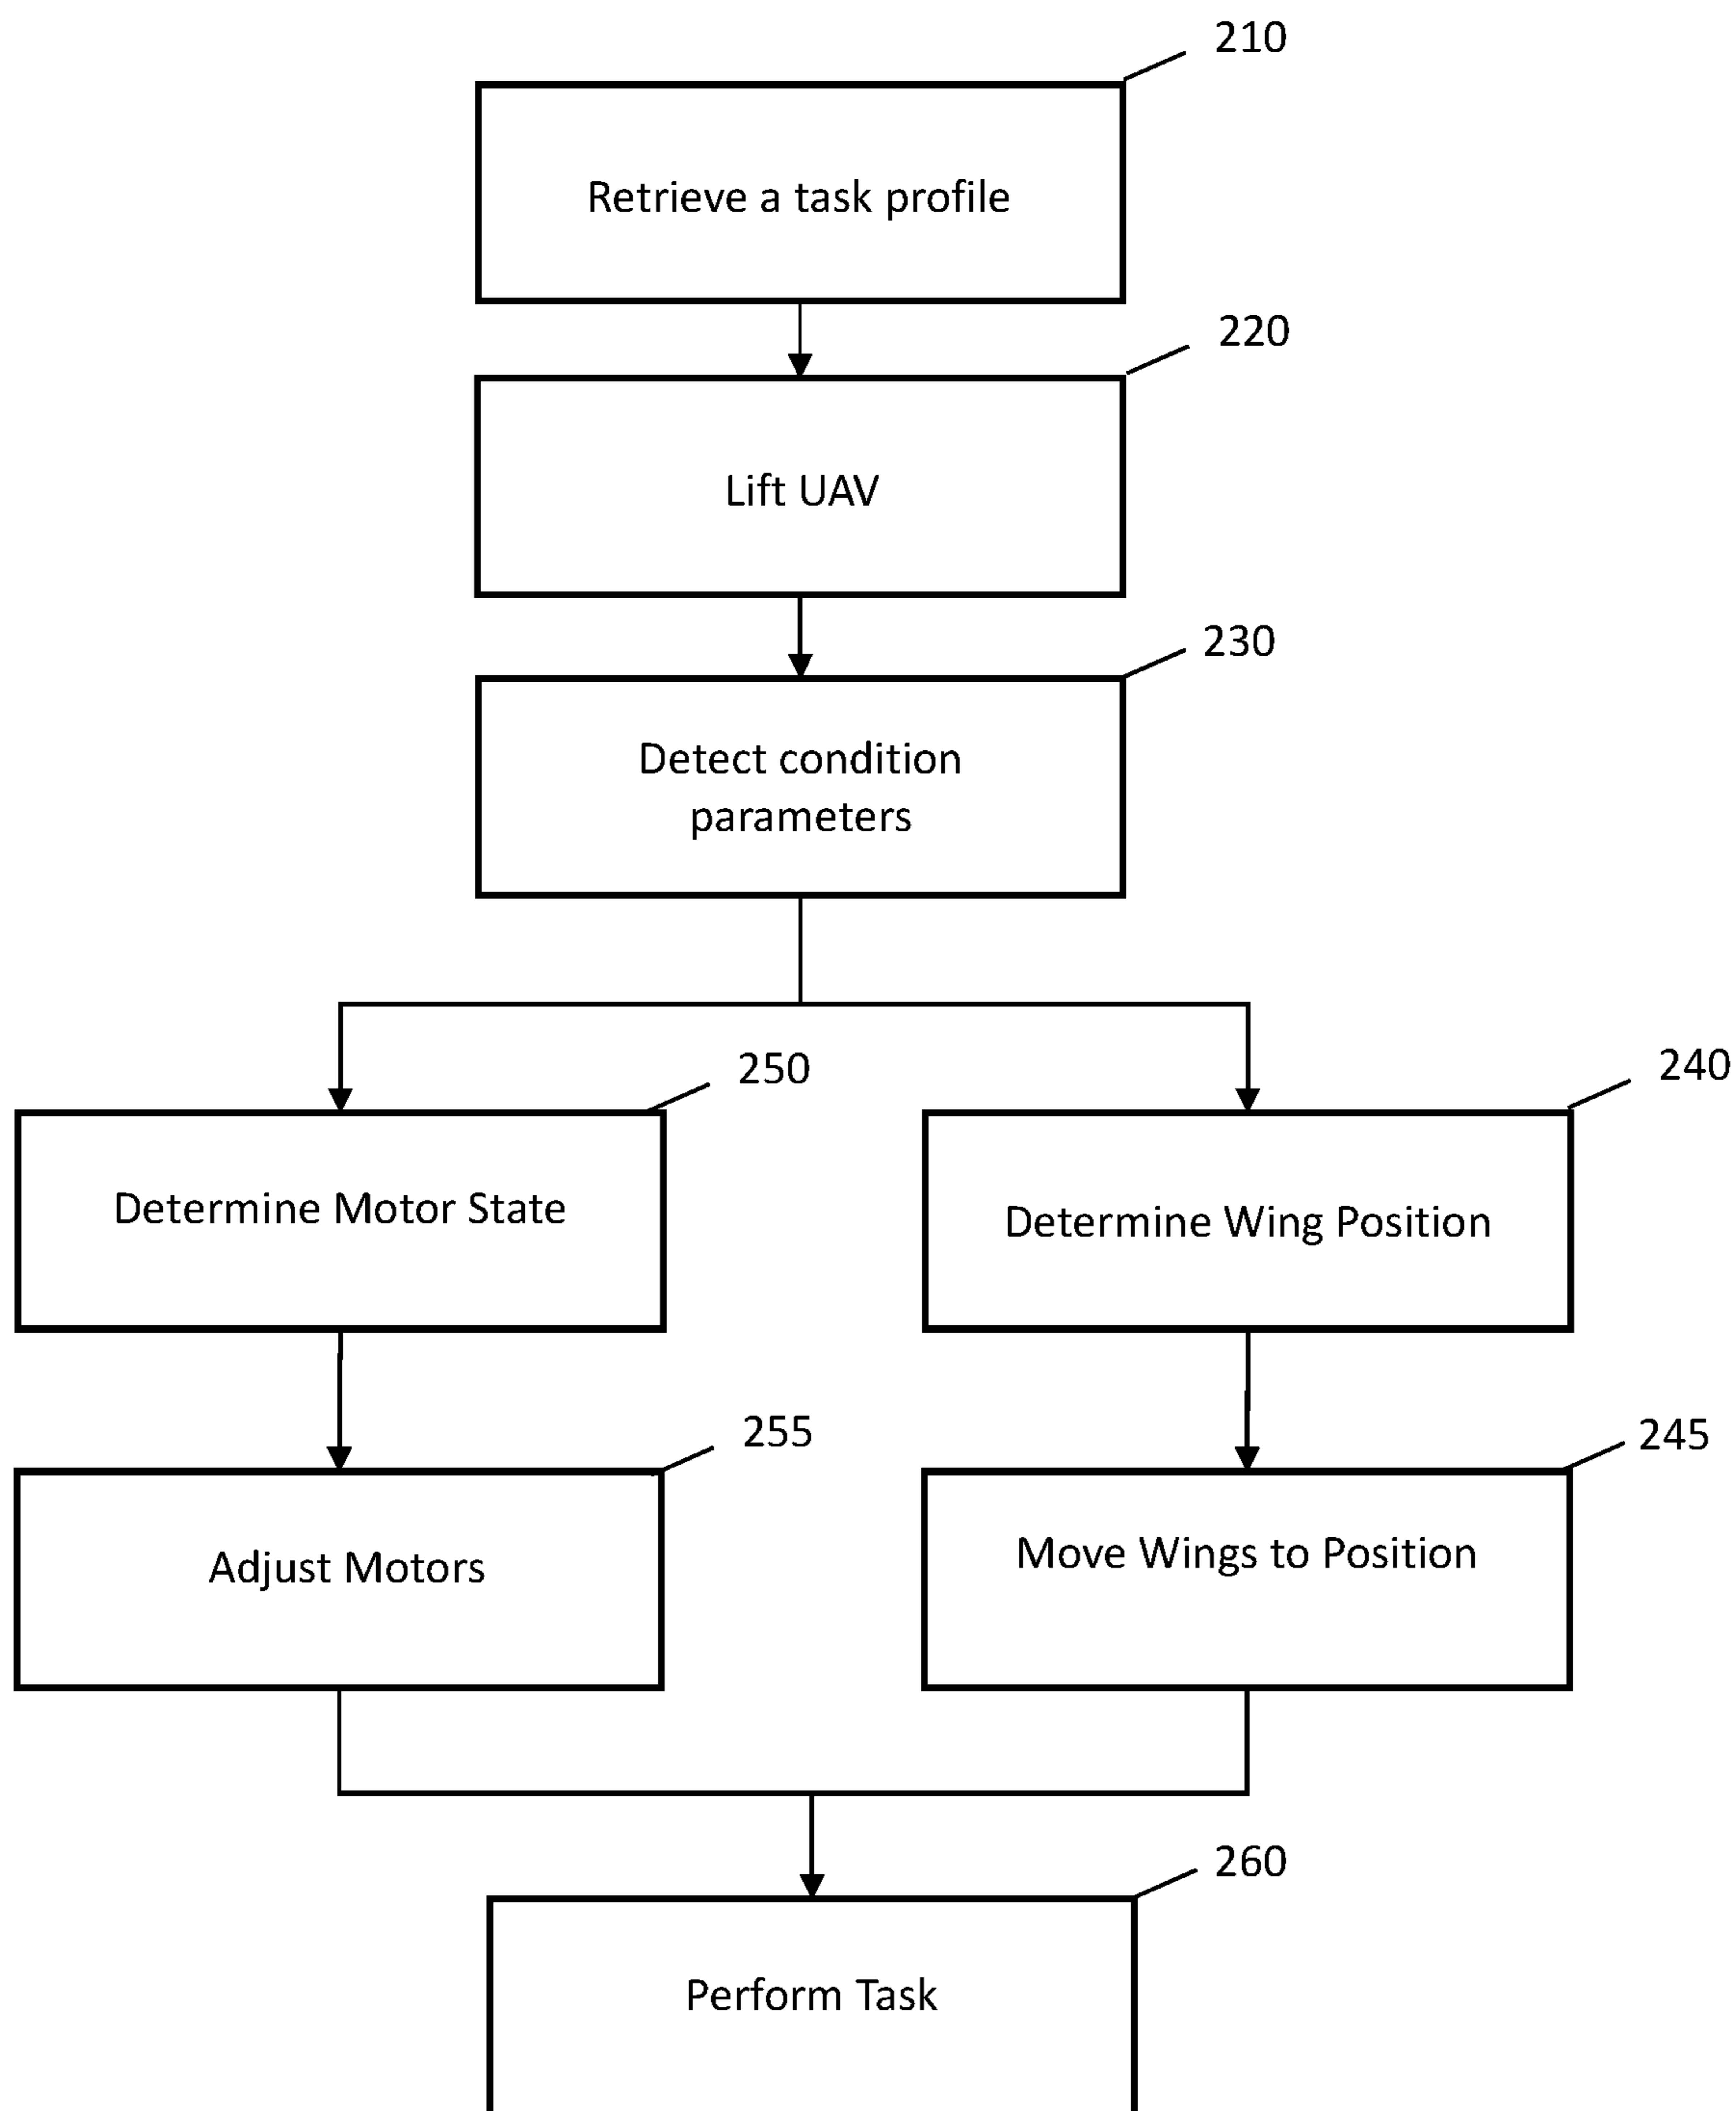 210
Retrieve a task profile
220
Lift UAV
230
Detect condition
parameters
250
240
Determine Motor State
Determine Wing Position
255
245
Adjust Motors
Move Wings to Position
260
Perform Task